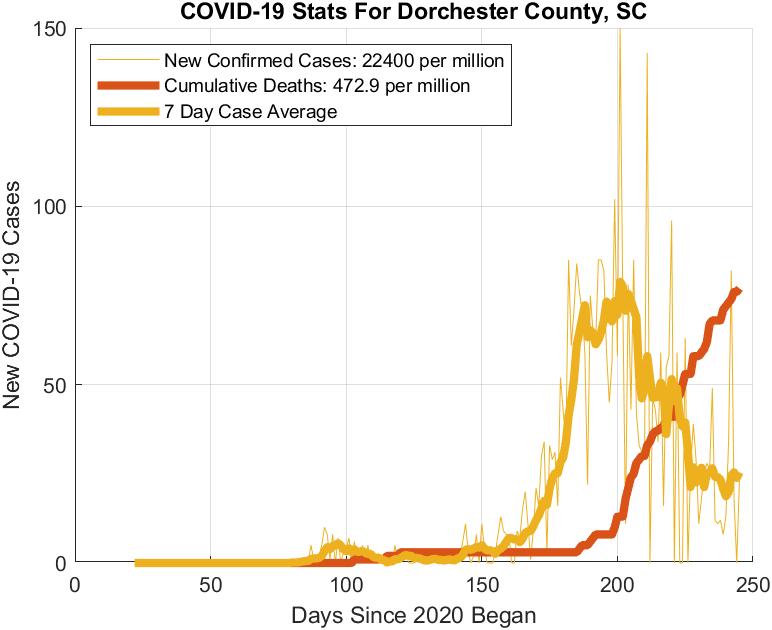 COVID-19 Stats For Dorchester County, SC
New Confirmed Cases: 22400 per million
Cumulative Deaths: 472.9 per million
7 Day Case Average
New COVID-19 Cases
150
100
50
0
0 50 100 150 200 250
Days Since 2020 Began